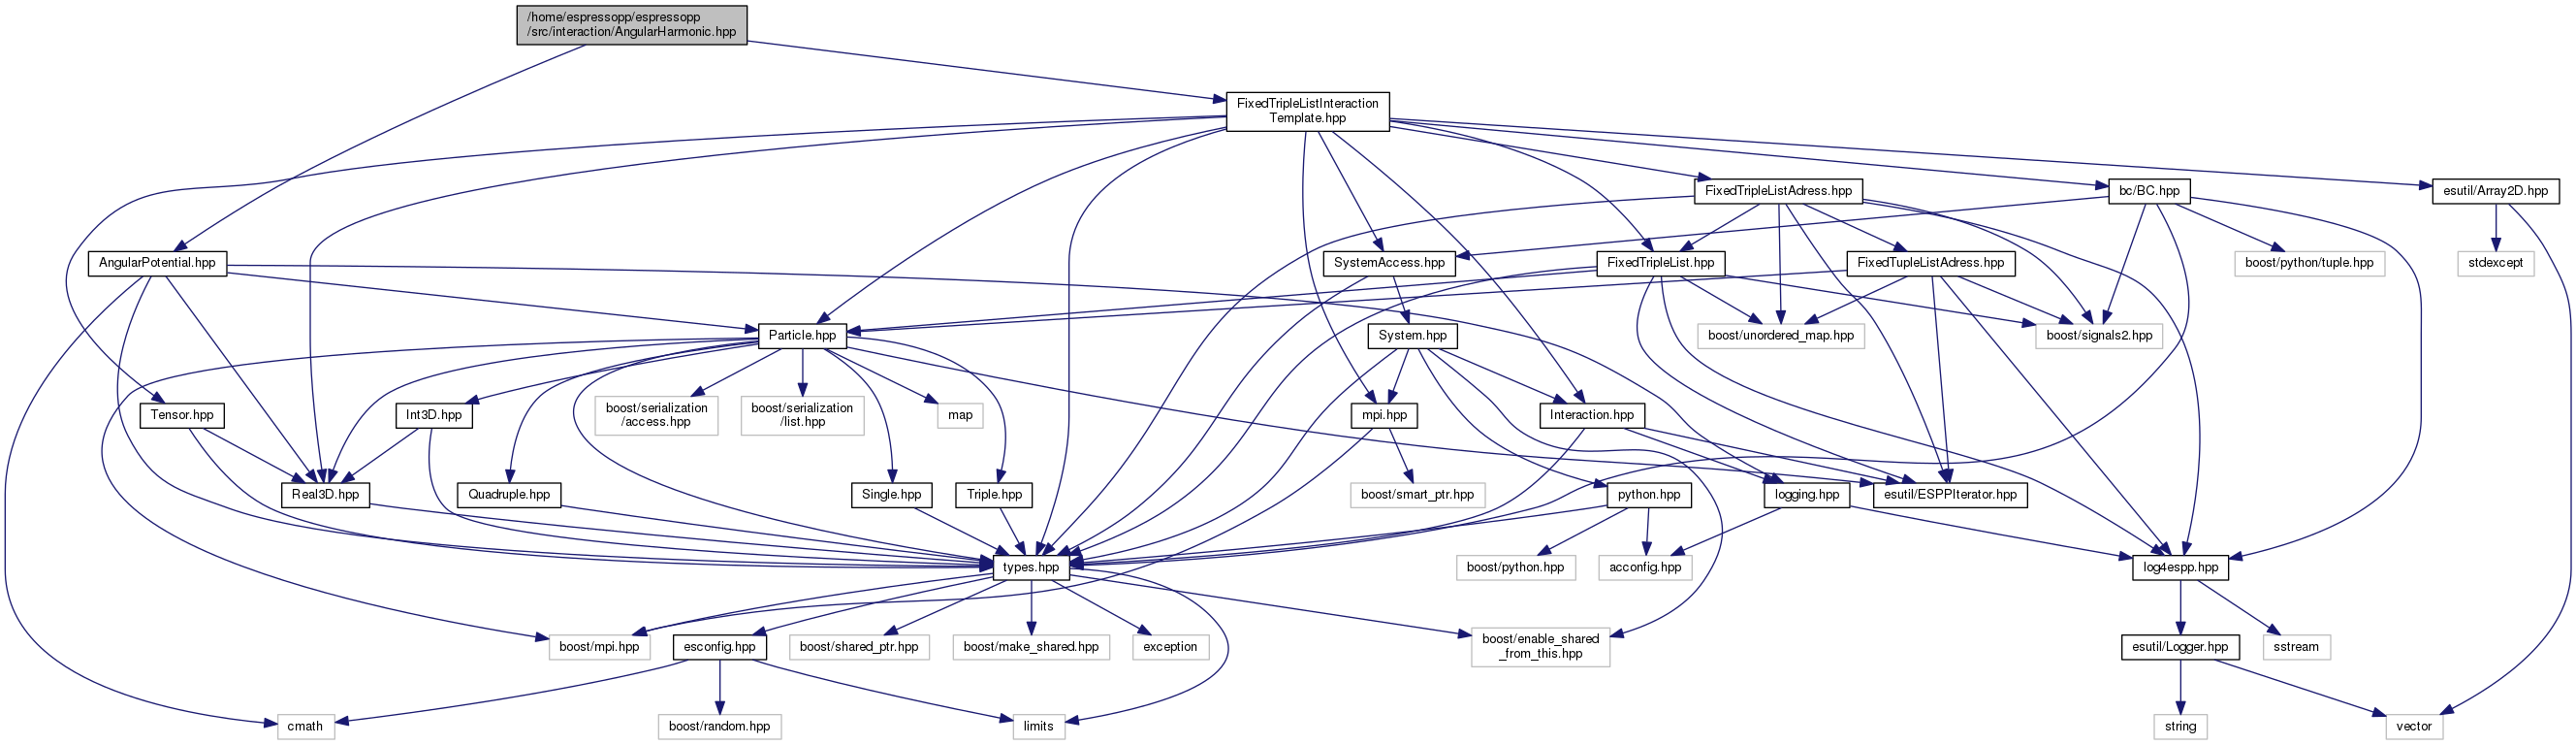 /home/espressopp/espressopp
/src/interaction/AngularHarmonic.hpp
FixedTripleListInteraction
Template.hpp
FixedTripleListAdress.hpp
bc/BC.hpp
esutil/Array2D.hpp
AngularPotential.hpp
SystemAccess.hpp
FixedTripleList.hpp
FixedTupleListAdress.hpp
boost/python/tuple.hpp
stdexcept
Particle.hpp
System.hpp
boost/unordered_map.hpp
boost/signals2.hpp
Tensor.hpp
Int3D.hpp
boost/serialization
/access.hpp
boost/serialization
/list.hpp
map
mpi.hpp
Interaction.hpp
Real3D.hpp
Quadruple.hpp
Single.hpp
Triple.hpp
boost/smart_ptr.hpp
python.hpp
logging.hpp
esutil/ESPPIterator.hpp
types.hpp
boost/python.hpp
acconfig.hpp
log4espp.hpp
boost/mpi.hpp
esconfig.hpp
boost/shared_ptr.hpp
boost/make_shared.hpp
exception
boost/enable_shared
_from_this.hpp
esutil/Logger.hpp
sstream
cmath
boost/random.hpp
limits
string
vector